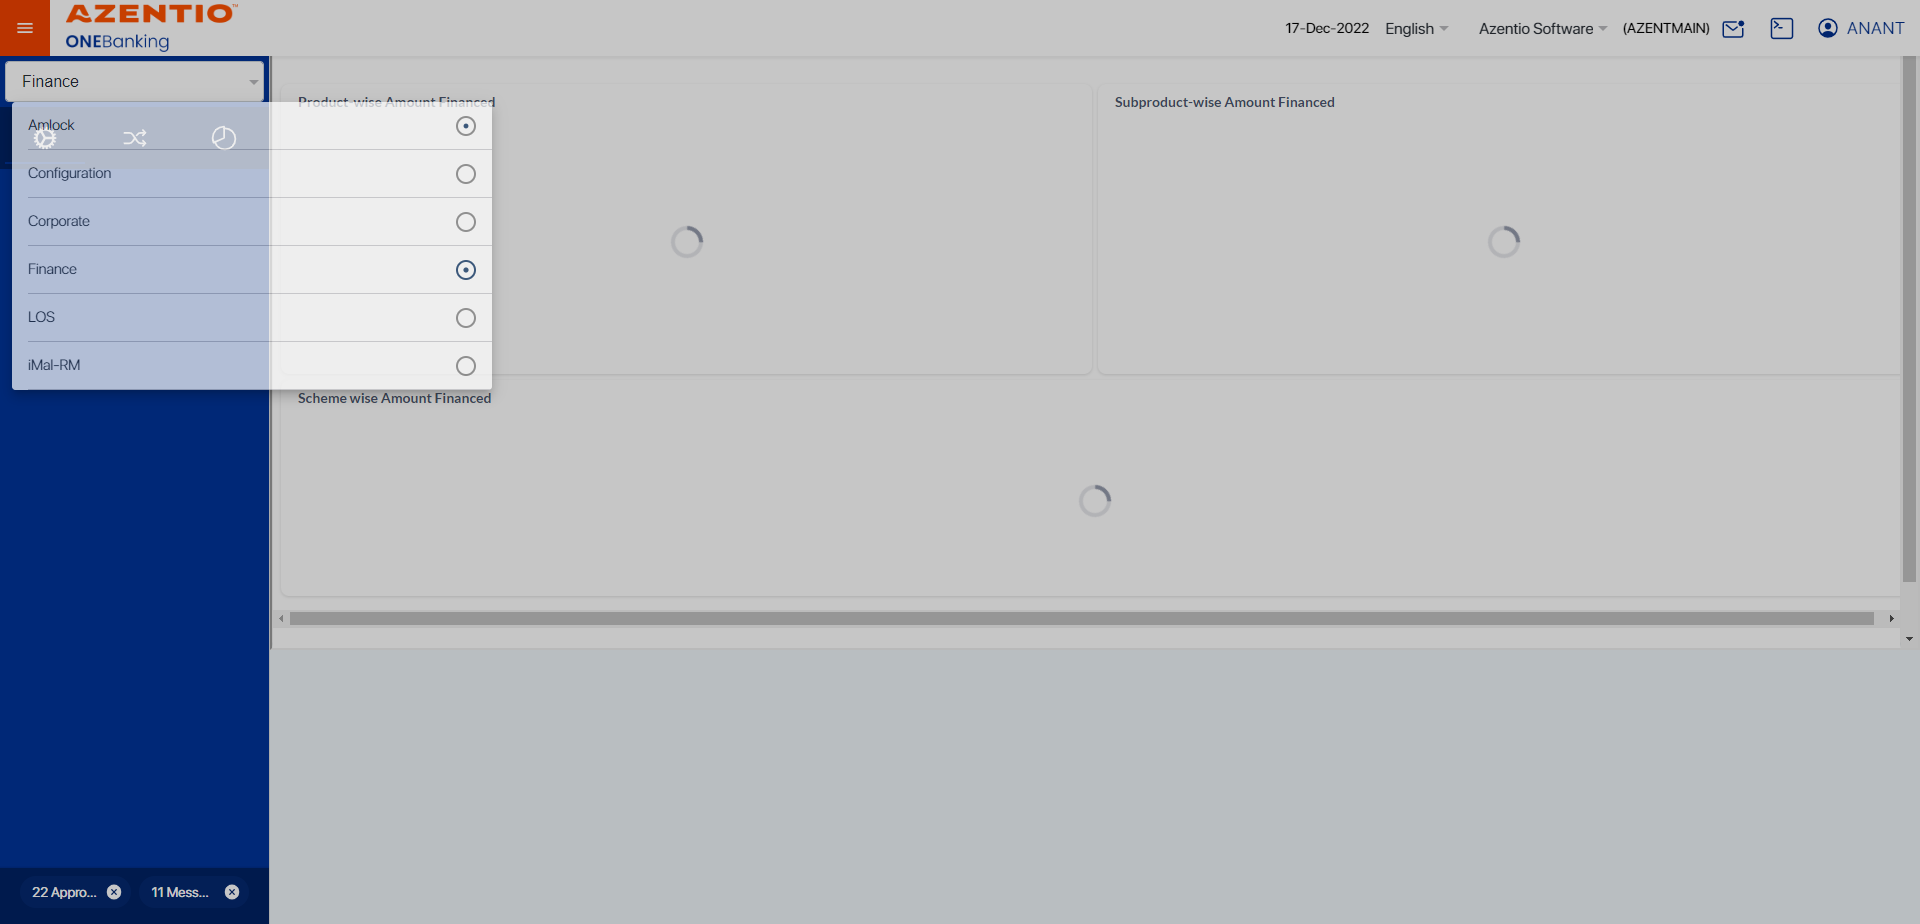 AZENTIO™
ONEBanking
17-Dec-2022 English Azentio Software (AZENTMAIN) ANANT
Finance
Product-wise Amount Financed
Subproduct-wise Amount Financed
Amlock
Configuration
Corporate
Finance
LOS
iMal-RM
Scheme wise Amount Financed
22 Appro...
11 Mess...